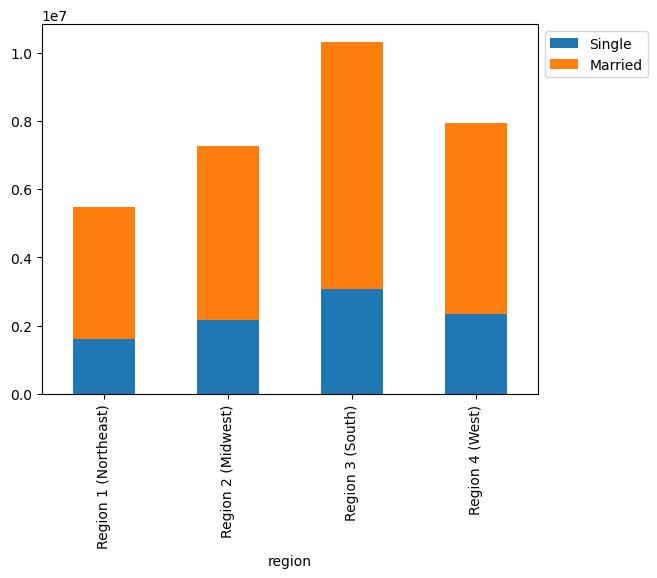 1e7
1.0
0.8
0.6
0.4
0.2
0.0
Single
Married
Region 1 (Northeast)
Region 2 (Midwest)
Region 3 (South)
Region 4 (West)
region